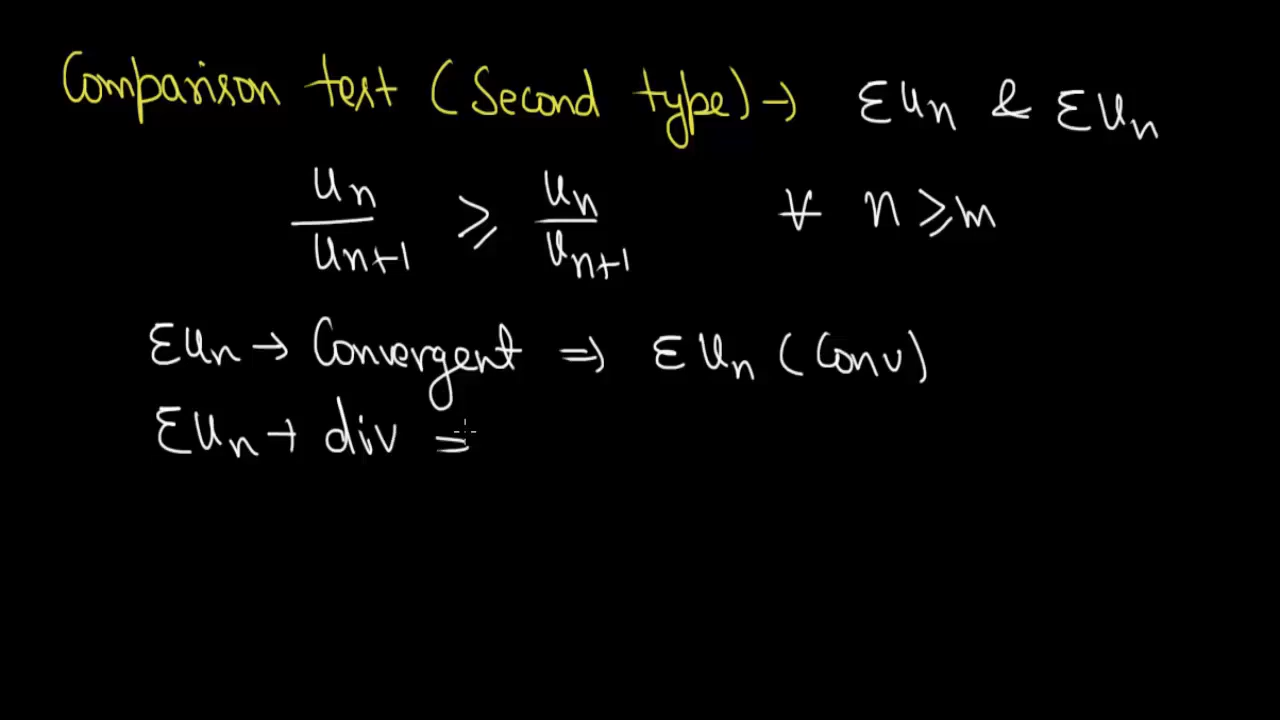 Comparison test (Second type) → Σuₙ & Σvₙ
uₙ/uₙ₊₁ ≥ vₙ/vₙ₊₁ ∀ n ≥ m
Σvₙ → Convergent ⇒ Σuₙ (Conv)
Σuₙ → div =